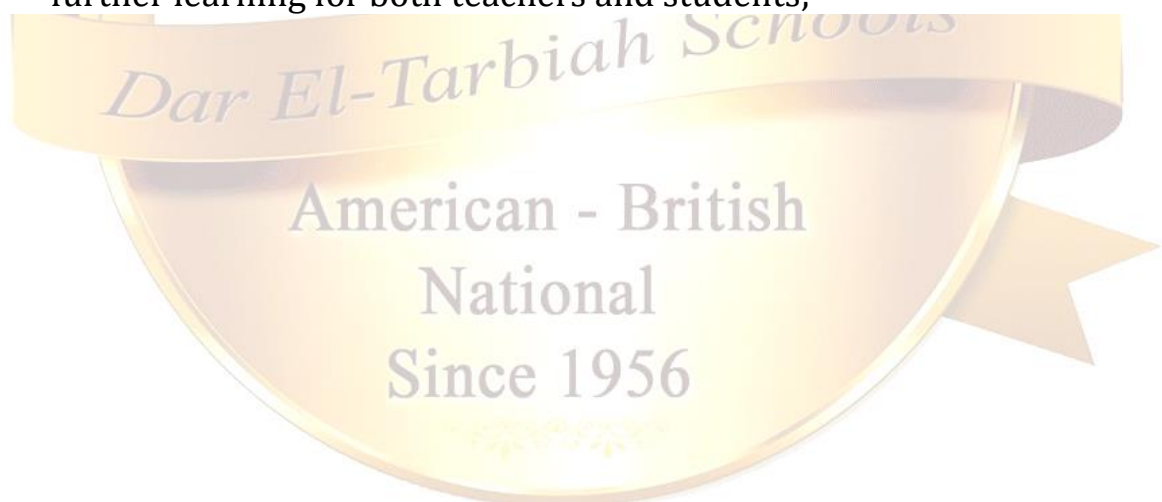 further learning for both teachers and students,
Dar El-Tarbiah Schools
American - British
National
Since 1956